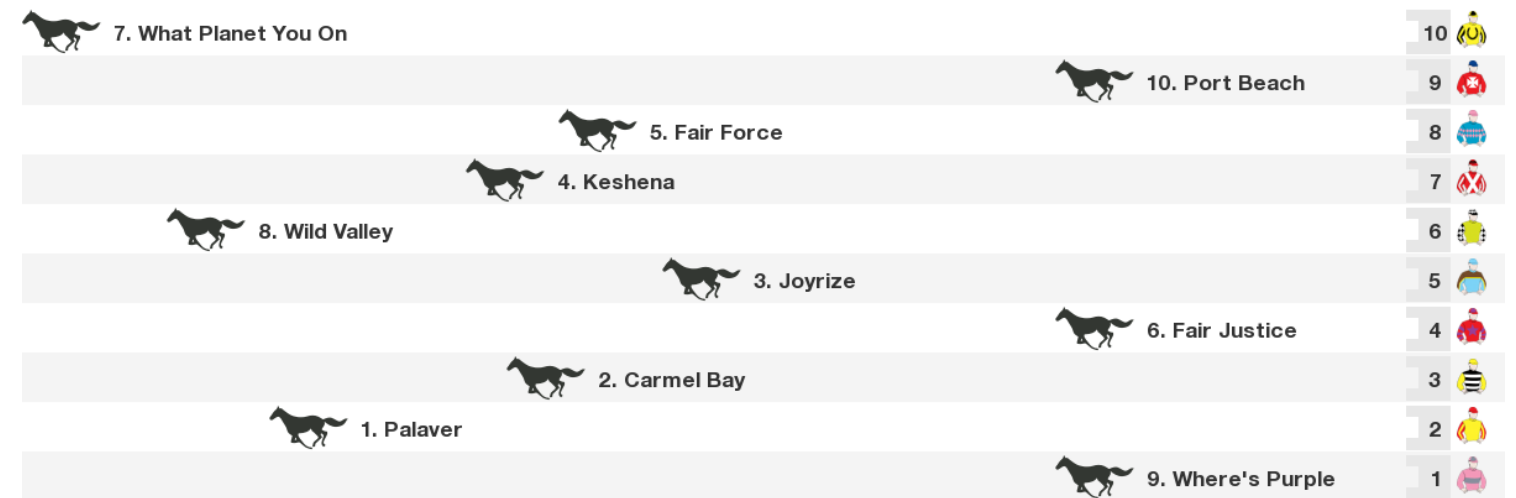 7. What Planet You On 10
10. Port Beach 9
5. Fair Force 8
4. Keshena 7
8. Wild Valley 6
3. Joyrize 5
6. Fair Justice 4
2. Carmel Bay 3
1. Palaver 2
9. Where's Purple 1